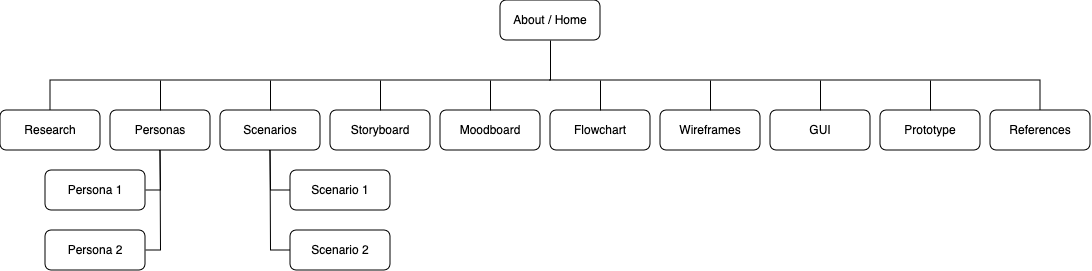 About / Home
Research
Personas
Scenarios
Storyboard
Moodboard
Flowchart
Wireframes
GUI
Prototype
References
Persona 1
Scenario 1
Persona 2
Scenario 2